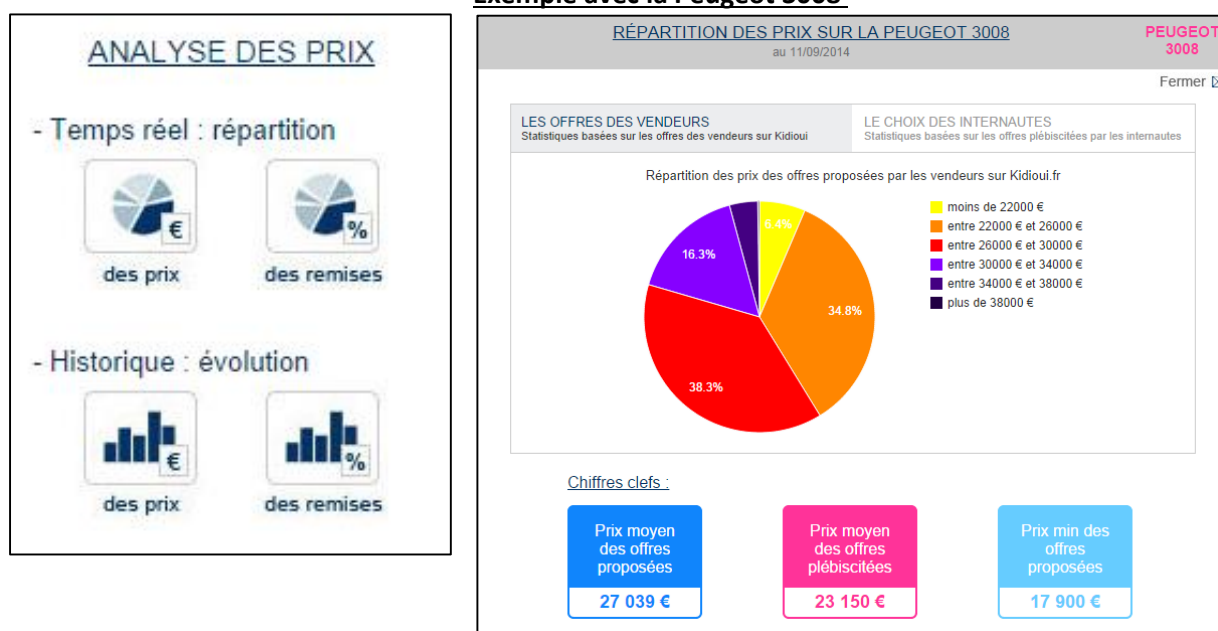 Exemple avec la Peugeot 3008
ANALYSE DES PRIX
- Temps réel : répartition
€
%
des prix
des remises
- Historique : évolution
€
%
des prix
des remises
RÉPARTITION DES PRIX SUR LA PEUGEOT 3008
au 11/09/2014
PEUGEOT
3008
Fermer
LES OFFRES DES VENDEURS
Statistiques basées sur les offres des vendeurs sur Kidioui
LE CHOIX DES INTERNAUTES
Statistiques basées sur les offres plébiscitées par les internautes
Répartition des prix des offres proposées par les vendeurs sur Kidioui.fr
6.4%
16.3%
34.8%
38.3%
moins de 22000 €
entre 22000 € et 26000 €
entre 26000 € et 30000 €
entre 30000 € et 34000 €
entre 34000 € et 38000 €
plus de 38000 €
Chiffres clefs :
Prix moyen
des offres
proposées
27 039 €
Prix moyen
des offres
plébiscitées
23 150 €
Prix min des
offres
proposées
17 900 €